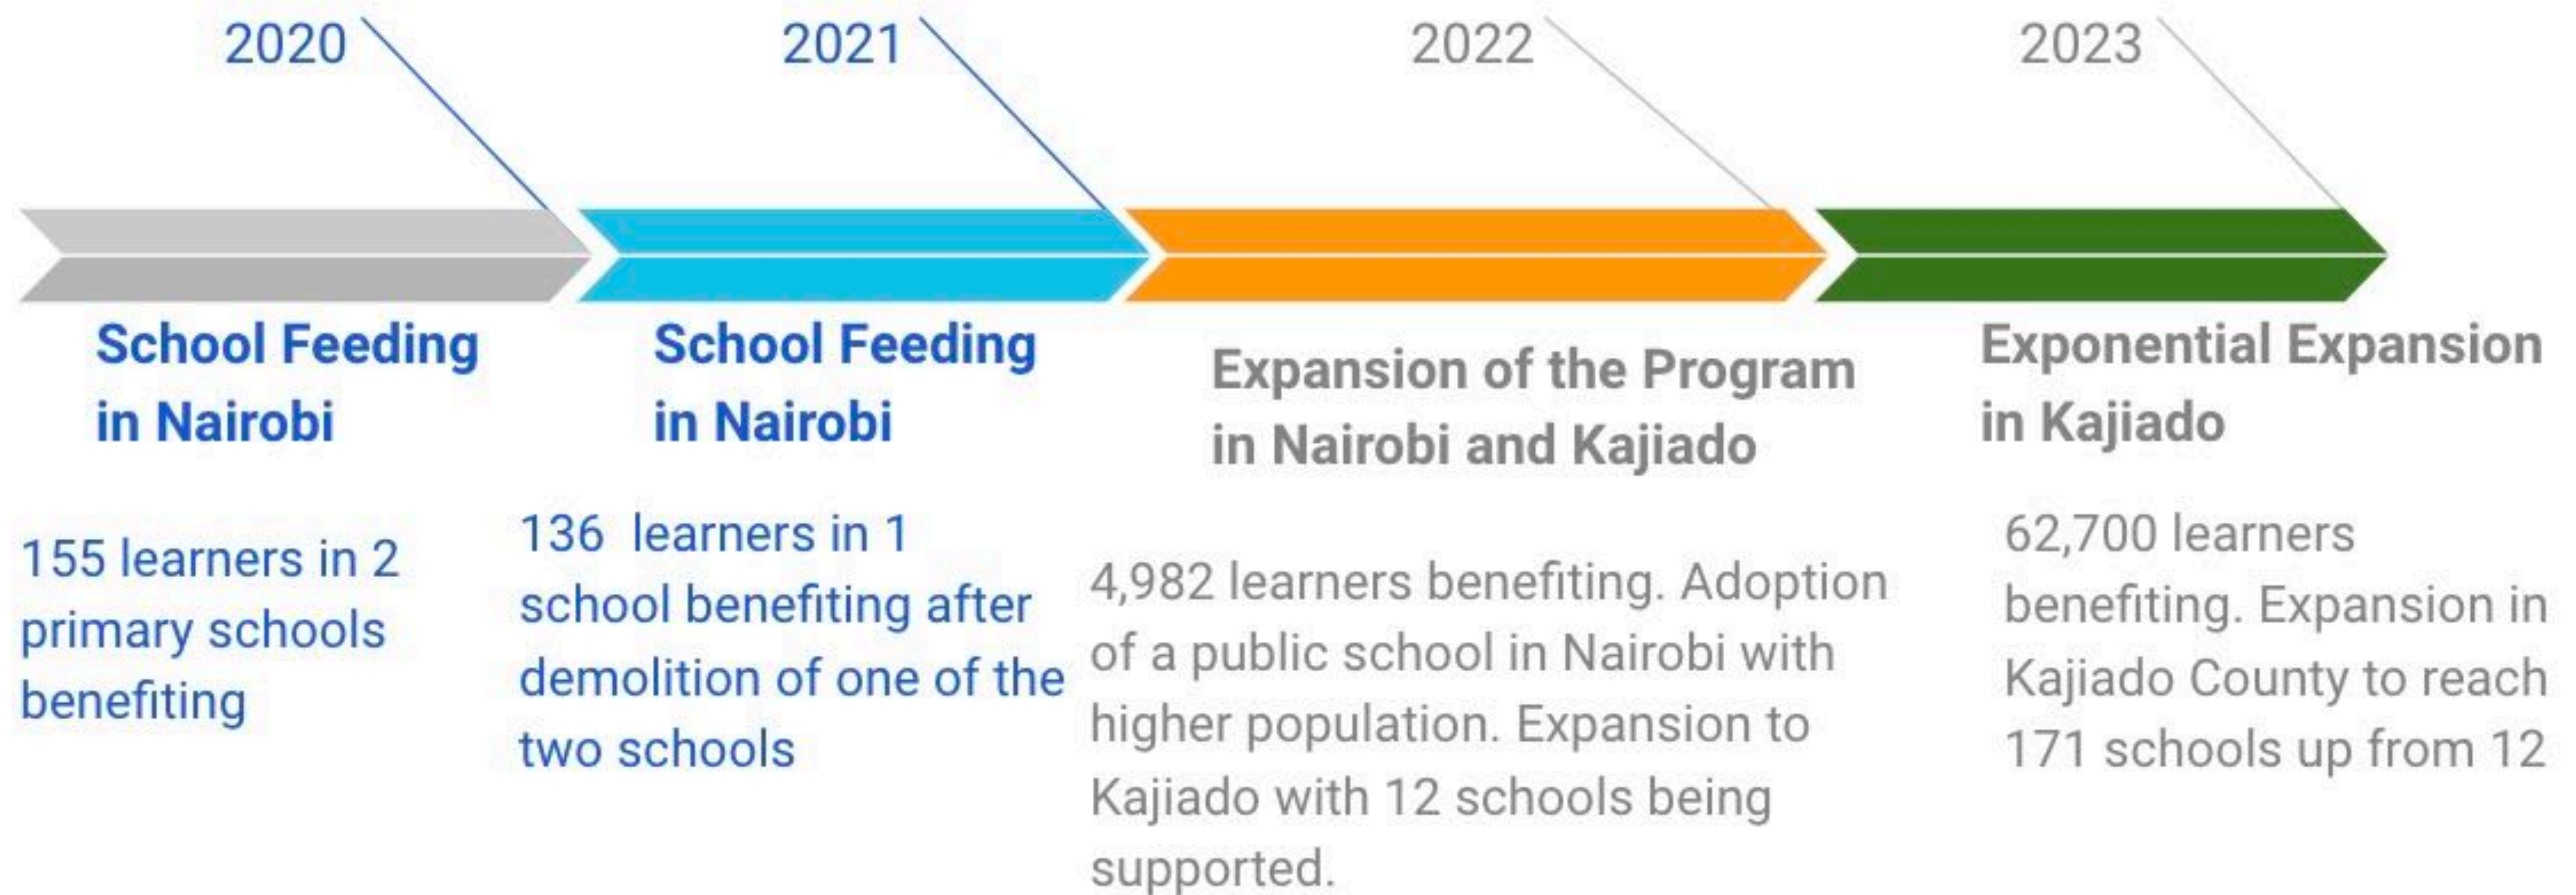 2020
School Feeding
in Nairobi
155 learners in 2
primary schools
benefiting
2021
School Feeding
in Nairobi
136 learners in 1
school benefiting after
demolition of one of the
two schools
2022
Expansion of the Program
in Nairobi and Kajiado
4,982 learners benefiting. Adoption
of a public school in Nairobi with
higher population. Expansion to
Kajiado with 12 schools being
supported.
2023
Exponential Expansion
in Kajiado
62,700 learners
benefiting. Expansion in
Kajiado County to reach
171 schools up from 12